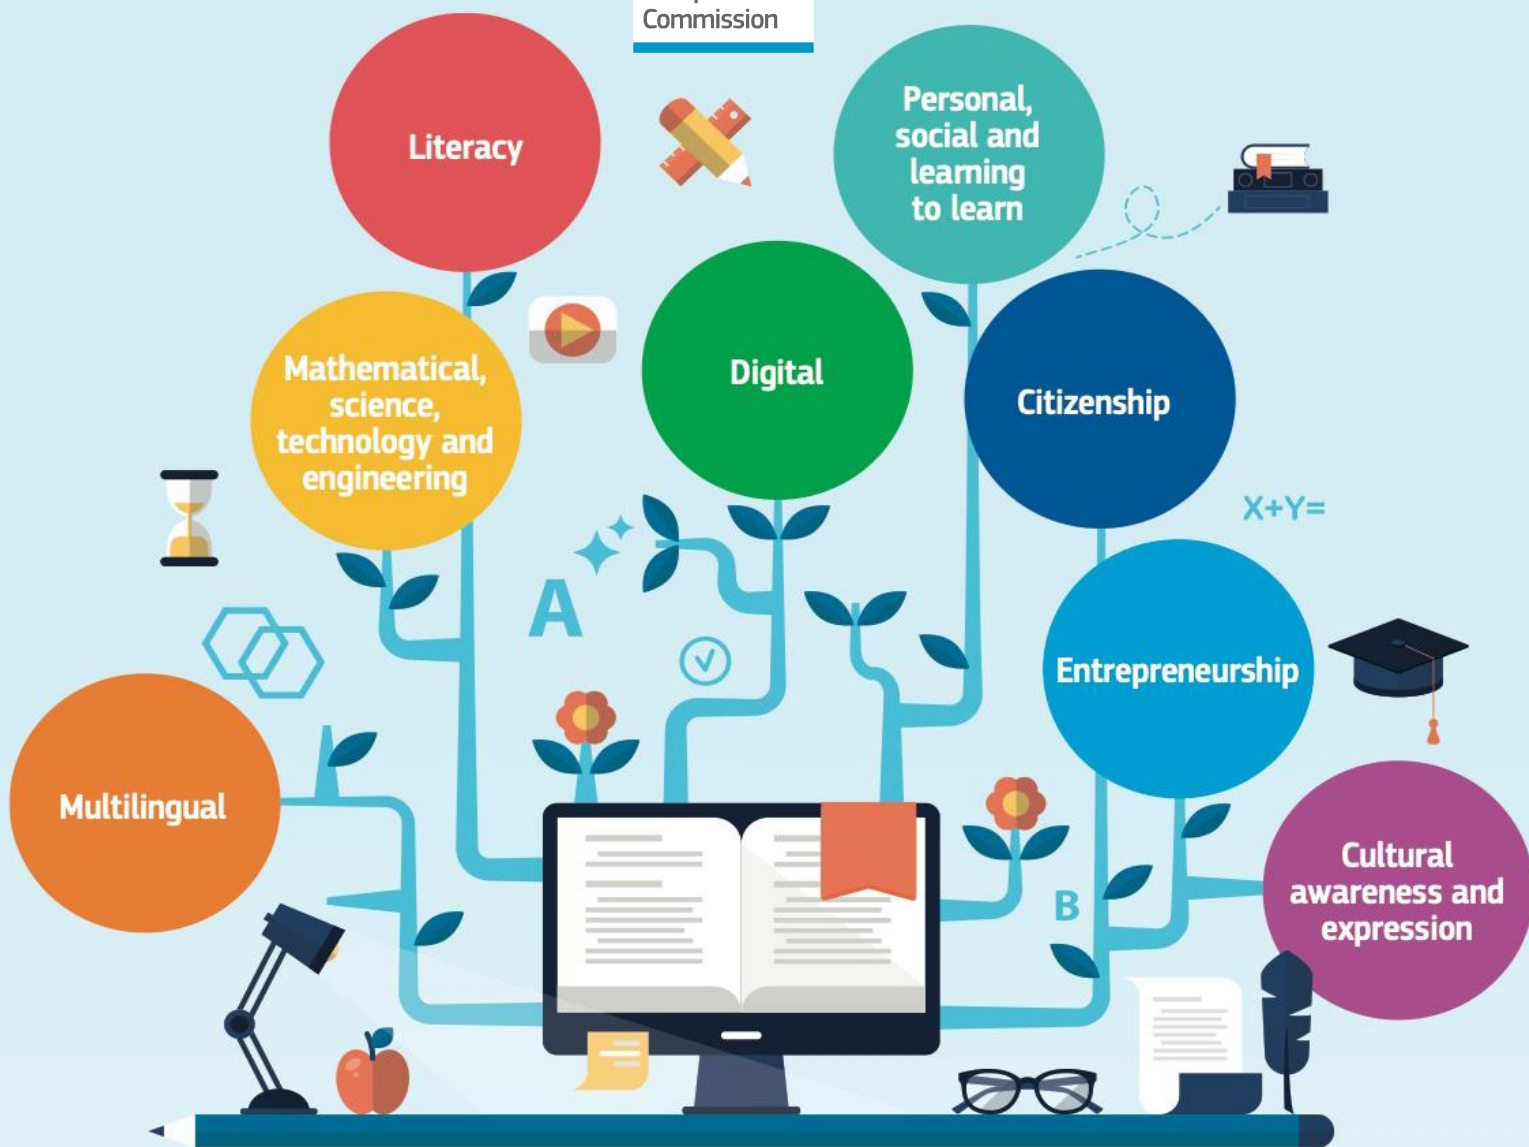 Commission
Literacy
Personal,
social and
learning
to learn
Mathematical,
science,
technology and
engineering
Digital
Citizenship
X+Y=
A
Entrepreneurship
Multilingual
Cultural
awareness and
expression
B